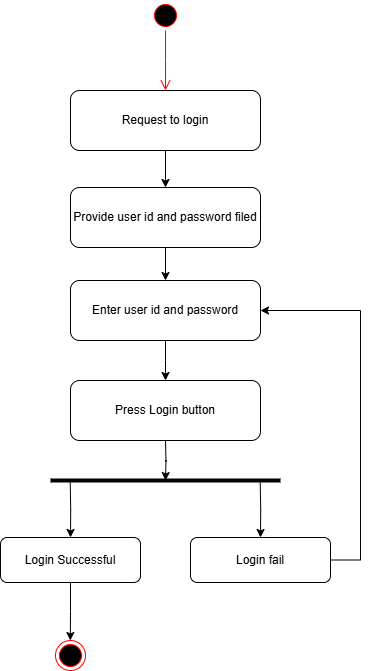 Request to login
Provide user id and password filed
Enter user id and password
Press Login button
Login Successful
Login fail